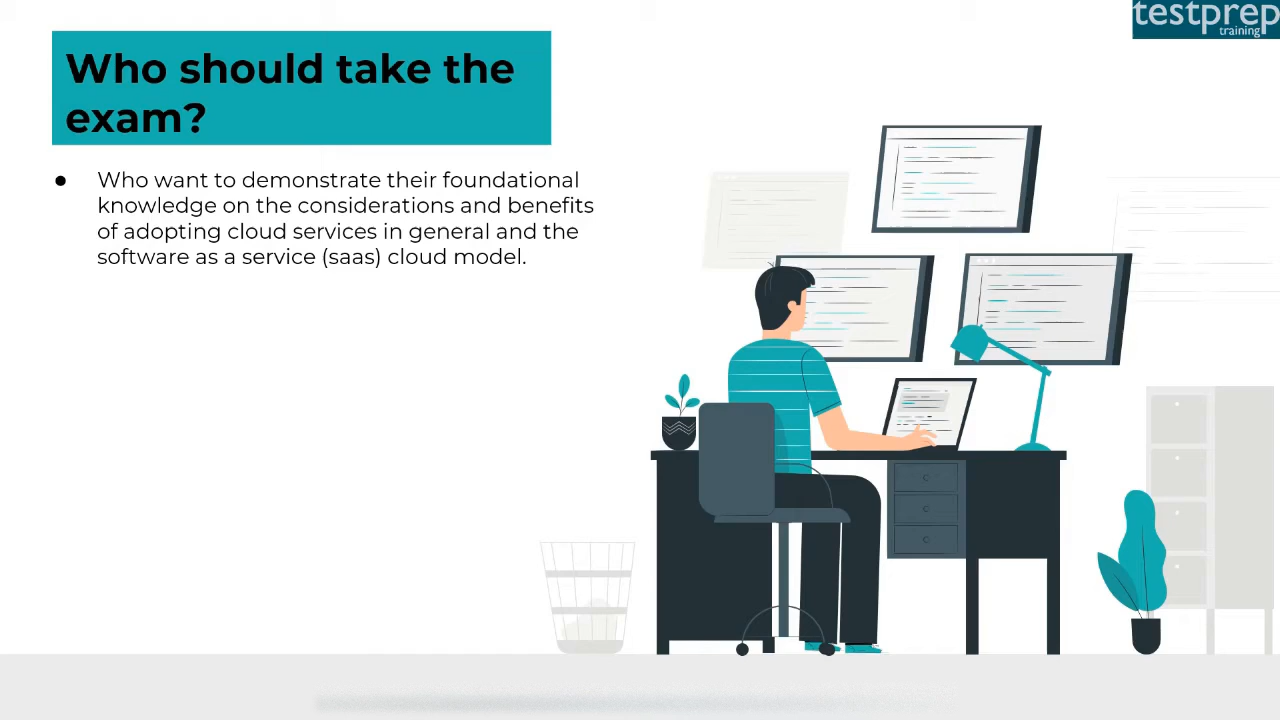 testprep
training
Who should take the
exam?
● Who want to demonstrate their foundational
knowledge on the considerations and benefits
of adopting cloud services in general and the
software as a service (saas) cloud model.